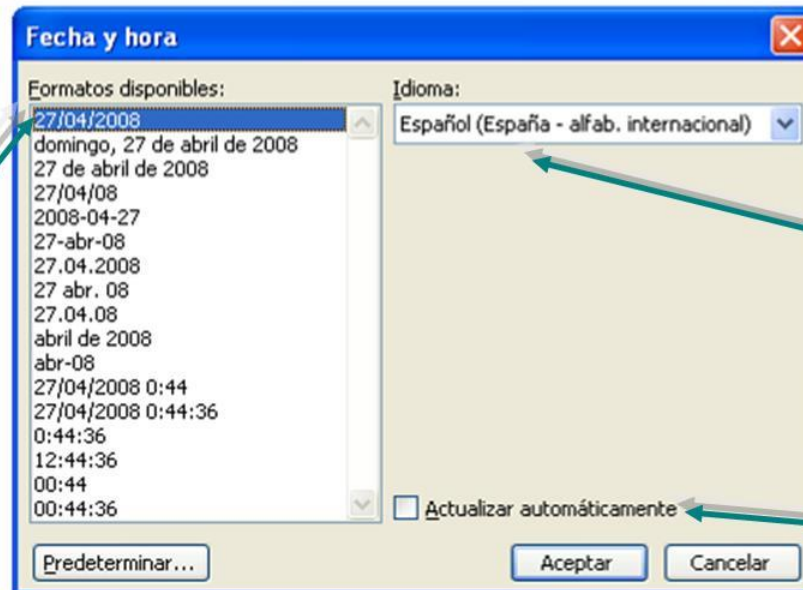 Fecha y hora
Formatos disponibles:
27/04/2008
domingo, 27 de abril de 2008
27 de abril de 2008
27/04/08
2008-04-27
27-abr-08
27.04.2008
27 abr. 08
27.04.08
abril de 2008
abr-08
27/04/2008 0:44
27/04/2008 0:44:36
0:44:36
12:44:36
00:44
00:44:36
Idioma:
Español (España - alfab. internacional)
Actualizar automáticamente
Predeterminar...
Aceptar
Cancelar